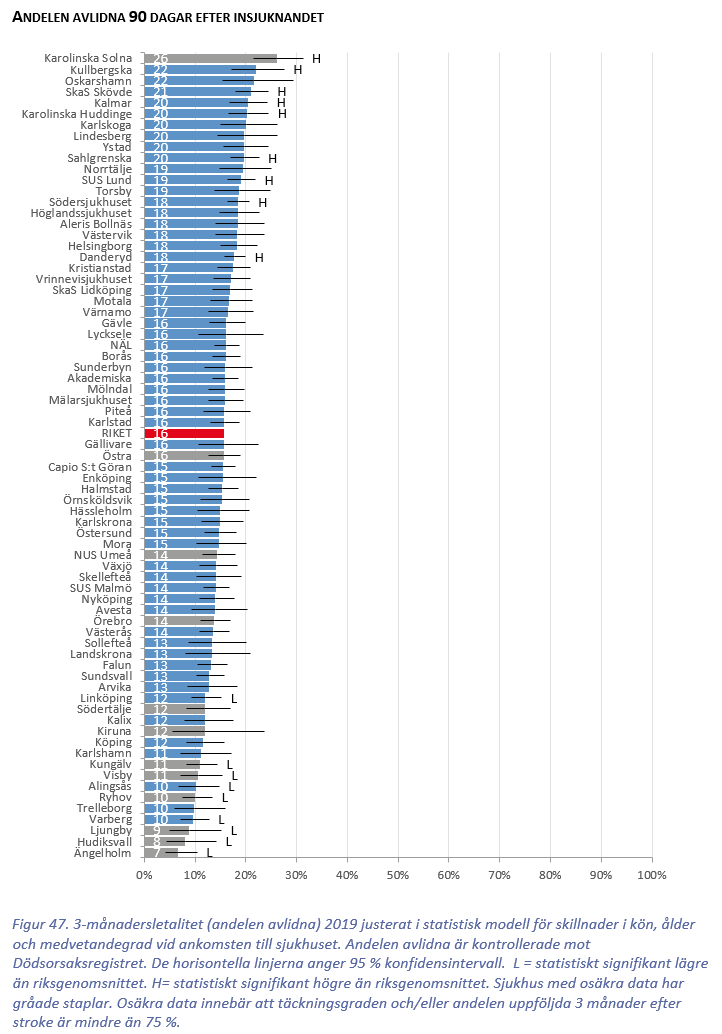 ANDELEN AVLIDNA 90 DAGAR EFTER INSJUKNANDET
Karolinska Solna 26 H
Kullbergska 22 H
Oskarshamn 22
SkaS Skövde 21 H
Kalmar 20 H
Karolinska Huddinge 20 H
Karlskoga 20
Lindesberg 20
Ystad 20
Sahlgrenska 20 H
Norrtälje 19
SUS Lund 19 H
Torsby 19
Södersjukhuset 18 H
Höglandssjukhuset 18
Aleris Bollnäs 18
Västervik 18
Helsingborg 18
Danderyd 18 H
Kristianstad 17
Vrinnevisjukhuset 17
SkaS Lidköping 17
Motala 17
Värnamo 17
Gävle 16
Lycksele 16
NÄL 16
Borås 16
Sunderbyn 16
Akademiska 16
Mölndal 16
Mälarsjukhuset 16
Piteå 16
Karlstad 16
RIKET 16
Gällivare 16
Östra 16
Capio S:t Göran 15
Enköping 15
Halmstad 15
Örnsköldsvik 15
Hässleholm 15
Karlskrona 15
Östersund 15
Mora 15
NUS Umeå 14
Växjö 14
Skellefteå 14
SUS Malmö 14
Nyköping 14
Avesta 14
Örebro 14
Västerås 14
Sollefteå 13
Landskrona 13
Falun 13
Sundsvall 13
Arvika 13
Linköping 12 L
Södertälje 12
Kalix 12
Kiruna 12
Köping 12
Karlshamn 11
Kungälv 11 L
Visby 11 L
Alingsås 10 L
Ryhov 10 L
Trelleborg 10
Varberg 10 L
Ljungby 9 L
Hudiksvall 8 L
Ängelholm 7 L
0% 10% 20% 30% 40% 50% 60% 70% 80% 90% 100%
Figur 47. 3-månadersletalitet (andelen avlidna) 2019 justerat i statistisk modell för skillnader i kön, ålder
och medvetandegrad vid ankomsten till sjukhuset. Andelen avlidna är kontrollerade mot
Dödsorsaksregistret. De horisontella linjerna anger 95 % konfidensintervall. L = statistiskt signifikant lägre
än riksgenomsnittet. H= statistiskt signifikant högre än riksgenomsnittet. Sjukhus med osäkra data har
gråade staplar. Osäkra data innebär att täckningsgraden och/eller andelen uppföljda 3 månader efter
stroke är mindre än 75 %.